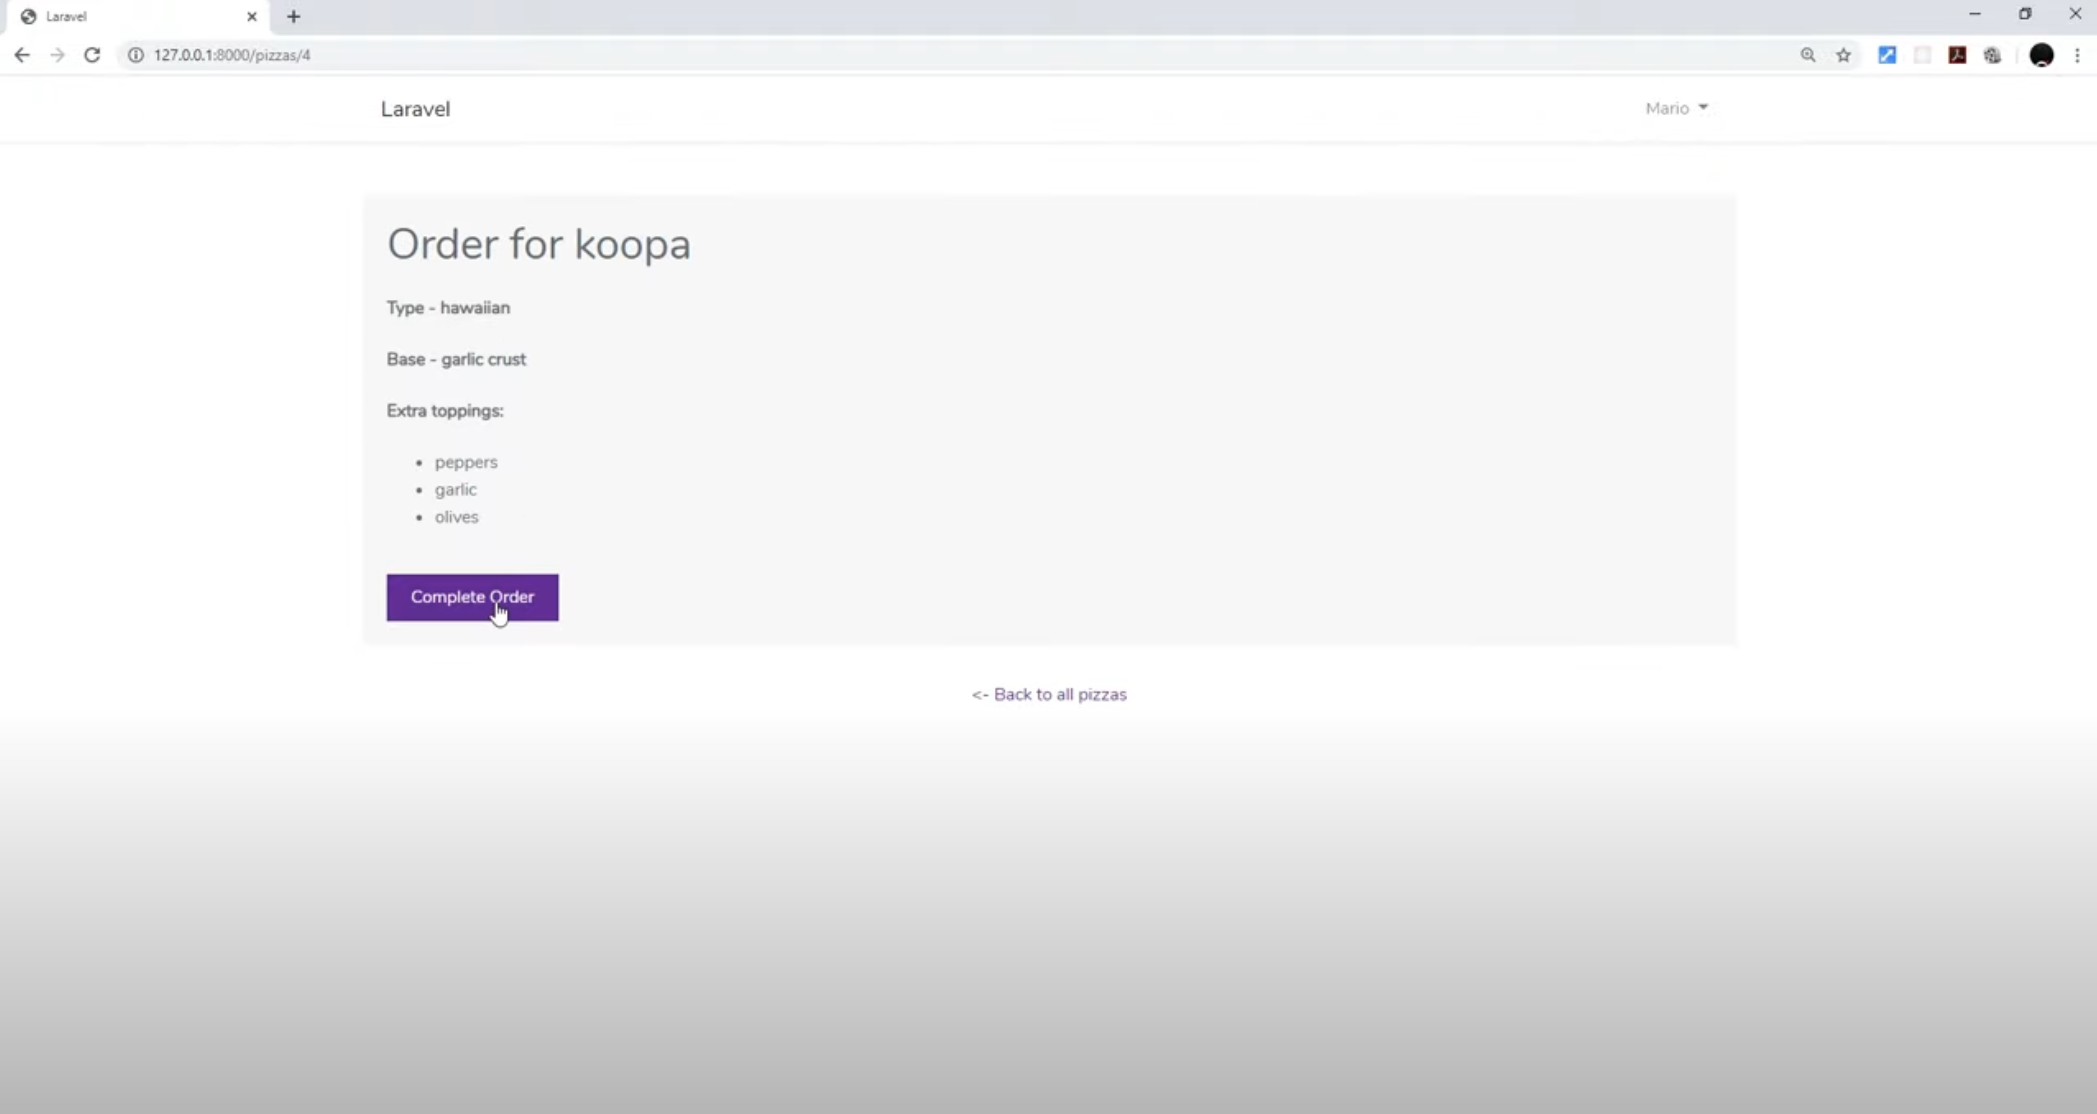 Laravel
127.0.0.1:8000/pizzas/4
Laravel
Mario
Order for koopa
Type - hawaiian
Base - garlic crust
Extra toppings:
peppers
garlic
olives
Complete Order
<- Back to all pizzas